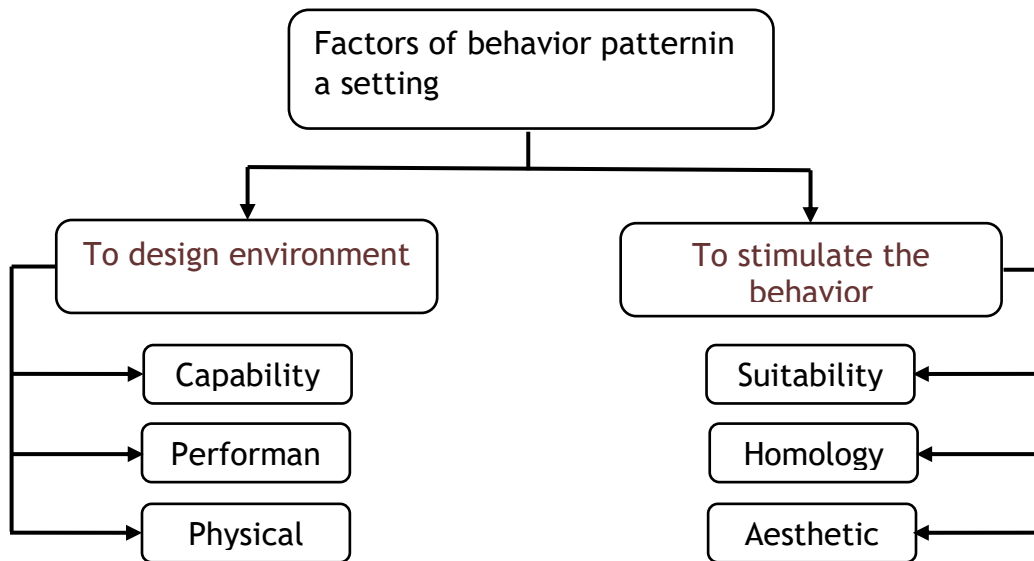 Factors of behavior patternin
a setting
To design environment
To stimulate the
behavior
Capability
Suitability
Performan
Homology
Physical
Aesthetic